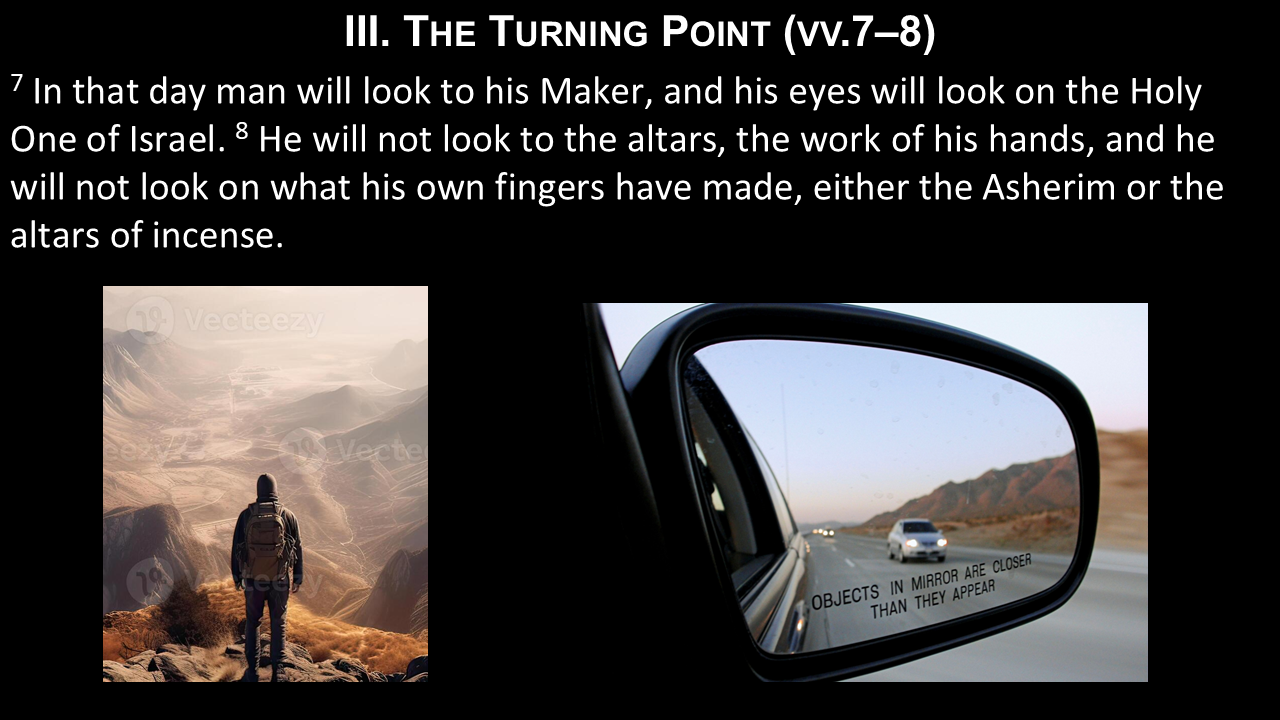 III. THE TURNING POINT (VV.7–8)
7 In that day man will look to his Maker, and his eyes will look on the Holy
One of Israel. 8 He will not look to the altars, the work of his hands, and he
will not look on what his own fingers have made, either the Asherim or the
altars of incense.
Vecteezy
eezy
Vectee
teezy
OBJECTS IN MIRROR ARE CLOSER
THAN THEY APPEAR